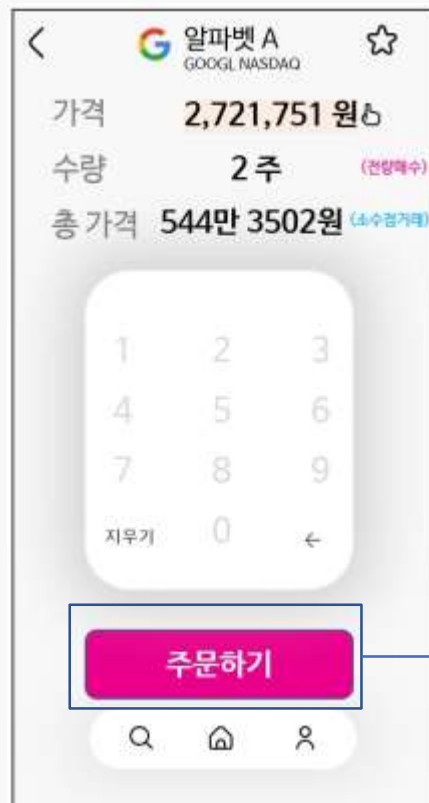 알파벳 A
GOOGL NASDAQ
가격 2,721,751 원
수량 2 주 (전량매수)
총 가격 544만 3502원 (소수점거래)
1 2 3
4 5 6
7 8 9
지우기 0 ←
주문하기